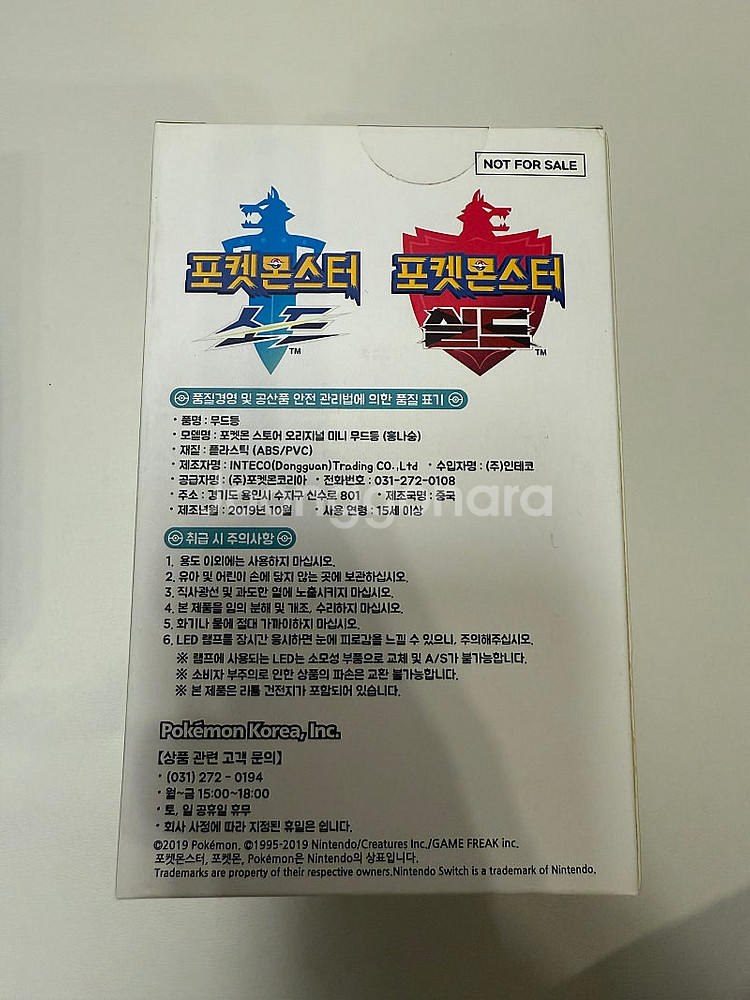 NOT FOR SALE
포켓몬스터 포켓몬스터
소드 실드
TM TM
품질경영 및 공산품 안전 관리법에 의한 품질 표기
· 품명 : 무드등
· 모델명 : 포켓몬 스토어 오리지널 미니 무드등 (흥나숭)
· 재질 : 플라스틱 (ABS/PVC)
· 제조자명 : INTECO(Dongguan)Trading CO.,Ltd · 수입자명 : (주)인테코
· 공급자명 : (주)포켓몬코리아 · 전화번호 : 031-272-0108
· 주소 : 경기도 용인시 수지구 신수로 801 · 제조국명 : 중국
· 제조년월 : 2019년 10월 · 사용 연령 : 15세 이상
취급 시 주의사항
1. 용도 이외에는 사용하지 마십시오.
2. 유아 및 어린이 손에 닿지 않는 곳에 보관하십시오.
3. 직사광선 및 과도한 열에 노출시키지 마십시오.
4. 본 제품을 임의 분해 및 개조, 수리하지 마십시오.
5. 화기나 물에 절대 가까이하지 마십시오.
6. LED 램프를 장시간 응시하면 눈에 피로감을 느낄 수 있으니, 주의해주십시오.
※ 램프에 사용되는 LED는 소모성 부품으로 교체 및 A/S가 불가능합니다.
※ 소비자 부주의로 인한 상품의 파손은 교환 불가능합니다.
※ 본 제품은 리튬 건전지가 포함되어 있습니다.
Pokémon Korea, Inc.
【상품 관련 고객 문의】
· (031) 272 - 0194
· 월~금 15:00~18:00
· 토, 일 공휴일 휴무
· 회사 사정에 따라 지정된 휴일은 쉽니다.
©2019 Pokémon. ©1995-2019 Nintendo/Creatures Inc./GAME FREAK inc.
포켓몬스터, 포켓몬, Pokémon은 Nintendo의 상표입니다.
Trademarks are property of their respective owners.Nintendo Switch is a trademark of Nintendo.